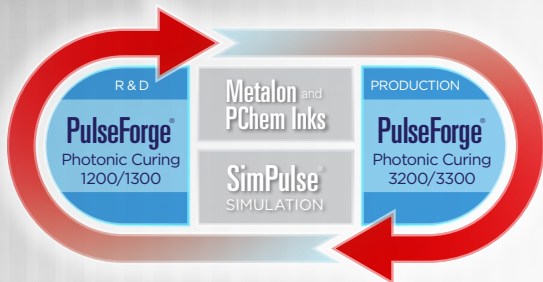 R & D
PulseForge®
Photonic Curing
1200/1300
Metalon and
PChem Inks
SimPulse®
SIMULATION
PRODUCTION
PulseForge®
Photonic Curing
3200/3300